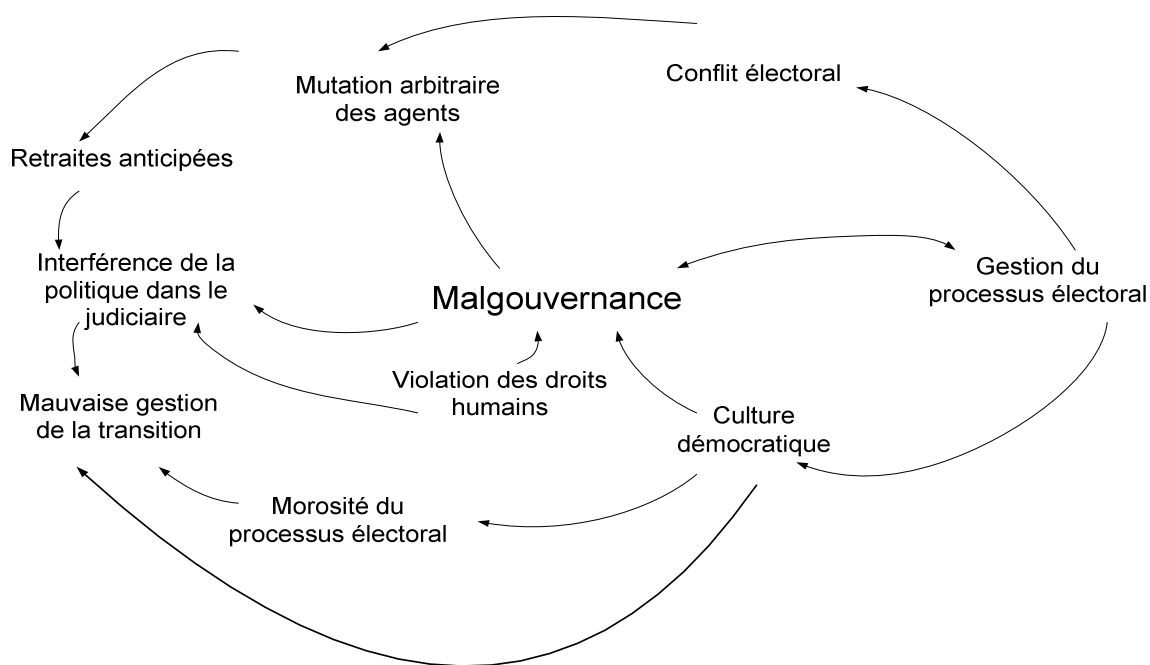 Conflit électoral
Mutation arbitraire
des agents
Retraites anticipées
Interférence de la
politique dans le
judiciaire
Malgouvernance
Gestion du
processus électoral
Violation des droits
humains
Mauvaise gestion
de la transition
Culture
démocratique
Morosité du
processus électoral